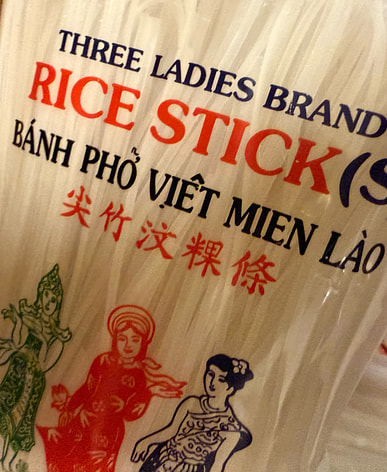 THREE LADIES BRAND
RICE STICK(S
BÁNH PHỞ VIỆT MIEN LÀO
尖竹汶粿條